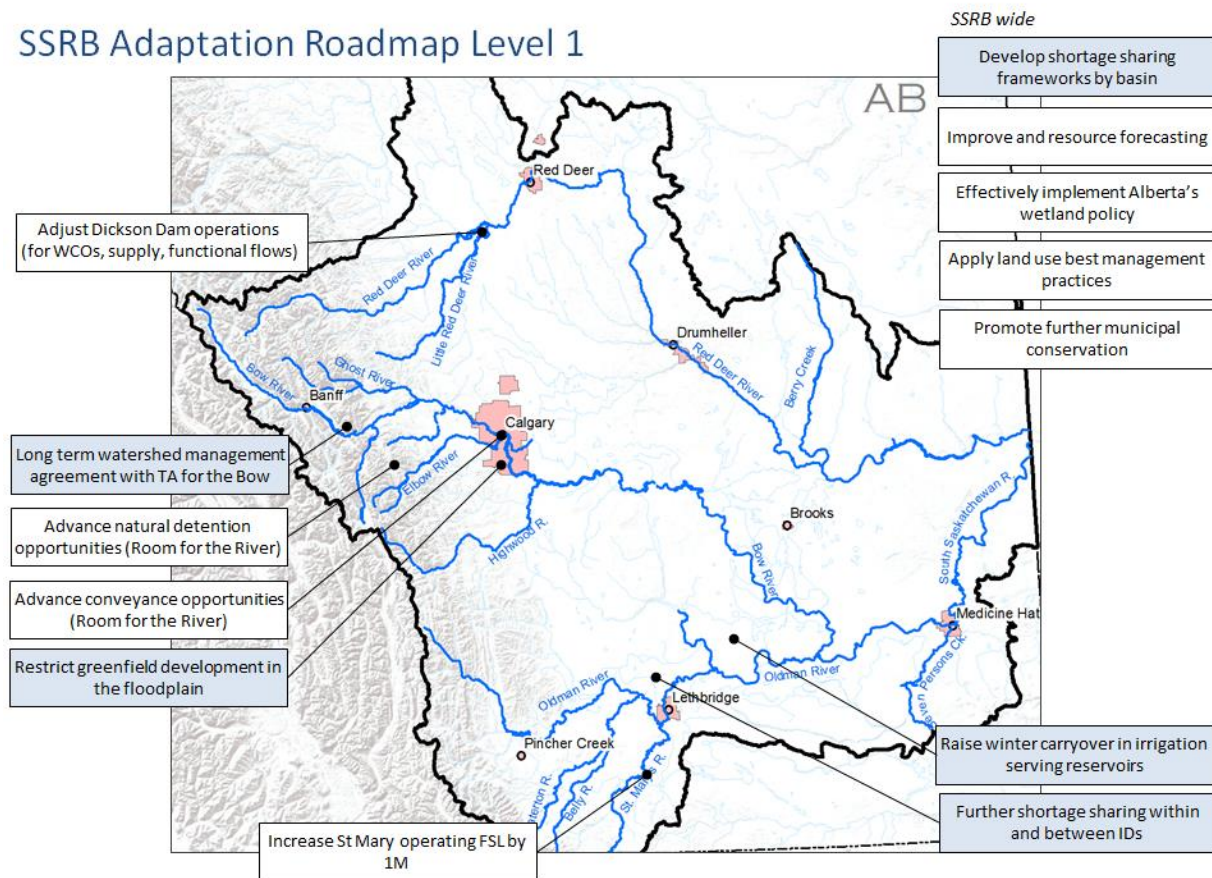 SSRB wide
SSRB Adaptation Roadmap Level 1
Develop shortage sharing
frameworks by basin
AB
Improve and resource forecasting
Effectively implement Alberta's
wetland policy
Apply land use best management
practices
Promote further municipal
conservation
Red Deer
Adjust Dickson Dam operations
(for WCOs, supply, functional flows)
Red Deer River
Little Red Deer River
Drumheller
Red Deer River
Berry Creek
Ghost River
Bow River
Banff
Calgary
Long term watershed management
agreement with TA for the Bow
Elbow River
Advance natural detention
opportunities (Room for the River)
Highwood R.
Brooks
Bow River
South Saskatchewan R.
Advance conveyance opportunities
(Room for the River)
Medicine Hat
Restrict greenfield development in
the floodplain
Oldman River
Oldman River
even Persons Ck.
Lethbridge
Pincher Creek
aterton R.
Belly R.
St. Marys R.
Raise winter carryover in irrigation
serving reservoirs
Further shortage sharing within
and between IDs
Increase St Mary operating FSL by
1M